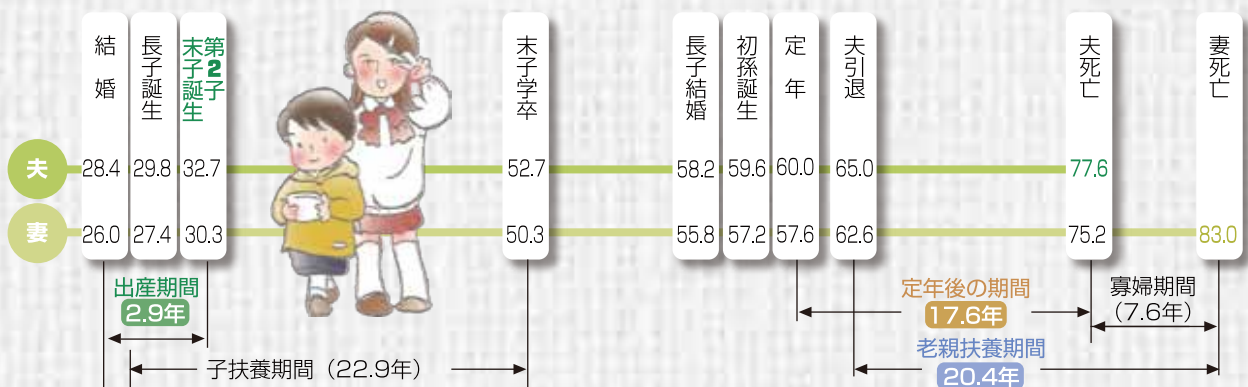 結婚
長子誕生
第2子
末子誕生
末子学卒
長子結婚
初孫誕生
定年
夫引退
夫死亡
妻死亡
夫
28.4
29.8
32.7
52.7
58.2
59.6
60.0
65.0
77.6
妻
26.0
27.4
30.3
50.3
55.8
57.2
57.6
62.6
75.2
83.0
出産期間
2.9年
定年後の期間
17.6年
寡婦期間
(7.6年)
子扶養期間(22.9年)
老親扶養期間
20.4年